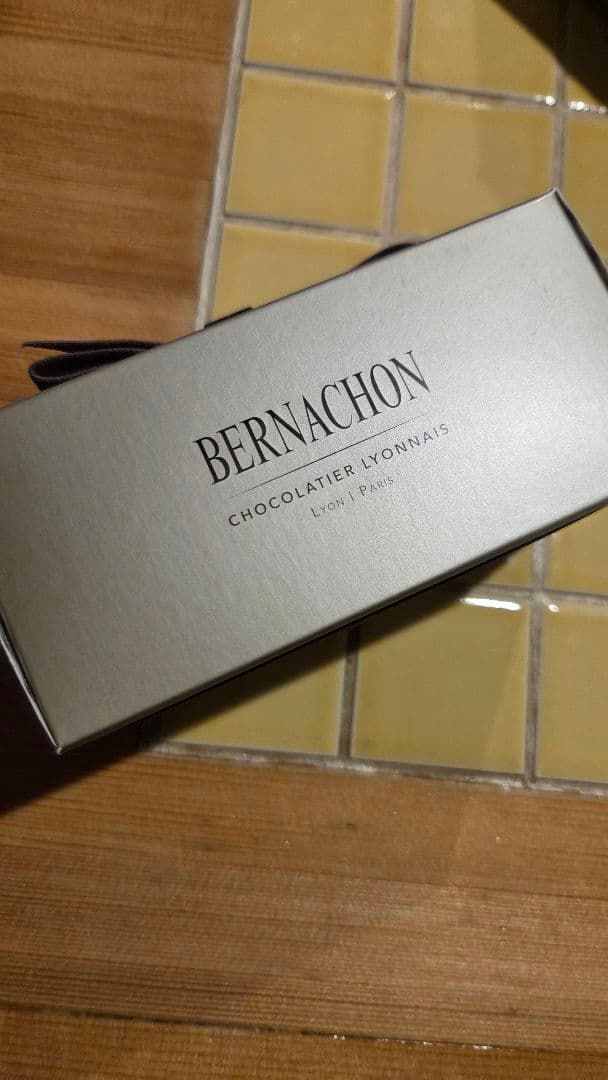 BERNACHON
CHOCOLATIER LYONNAIS
LYON | PARIS